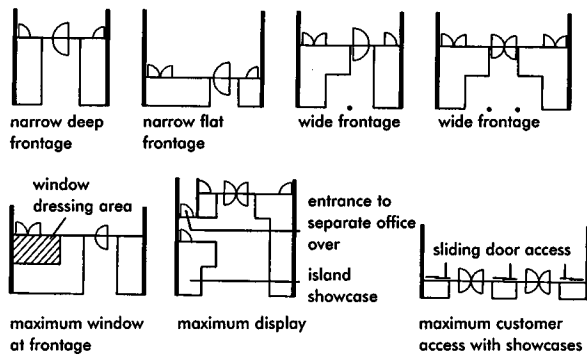 narrow deep
frontage
narrow flat
frontage
wide frontage
wide frontage
window
dressing area
entrance to
separate office
over
island
showcase
sliding door access
maximum window
at frontage
maximum display
maximum customer
access with showcases